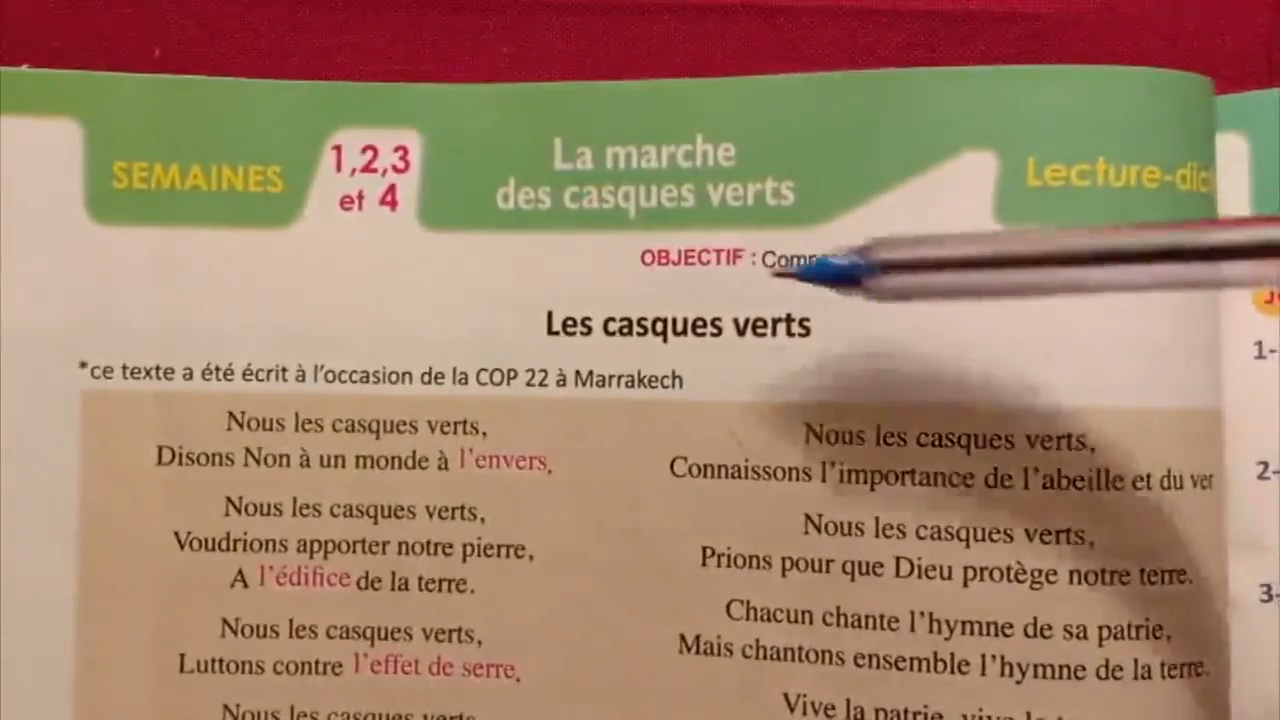 SEMAINES
1,2,3
et 4
La marche
des casques verts
Lecture-dic
OBJECTIF :
Les casques verts
*ce texte a été écrit à l'occasion de la COP 22 à Marrakech
Nous les casques verts,
Disons Non à un monde à l'envers,
Nous les casques verts,
Voudrions apporter notre pierre,
A l'édifice de la terre.
Nous les casques verts,
Luttons contre l'effet de serre,
Nous les casques verts
Nous les casques verts,
Connaissons l'importance de l'abeille et du ver
Nous les casques verts,
Prions pour que Dieu protège notre terre.
Chacun chante l'hymne de sa patrie,
Mais chantons ensemble l'hymne de la terre.
Vive la patrie,
1-
2-
3-